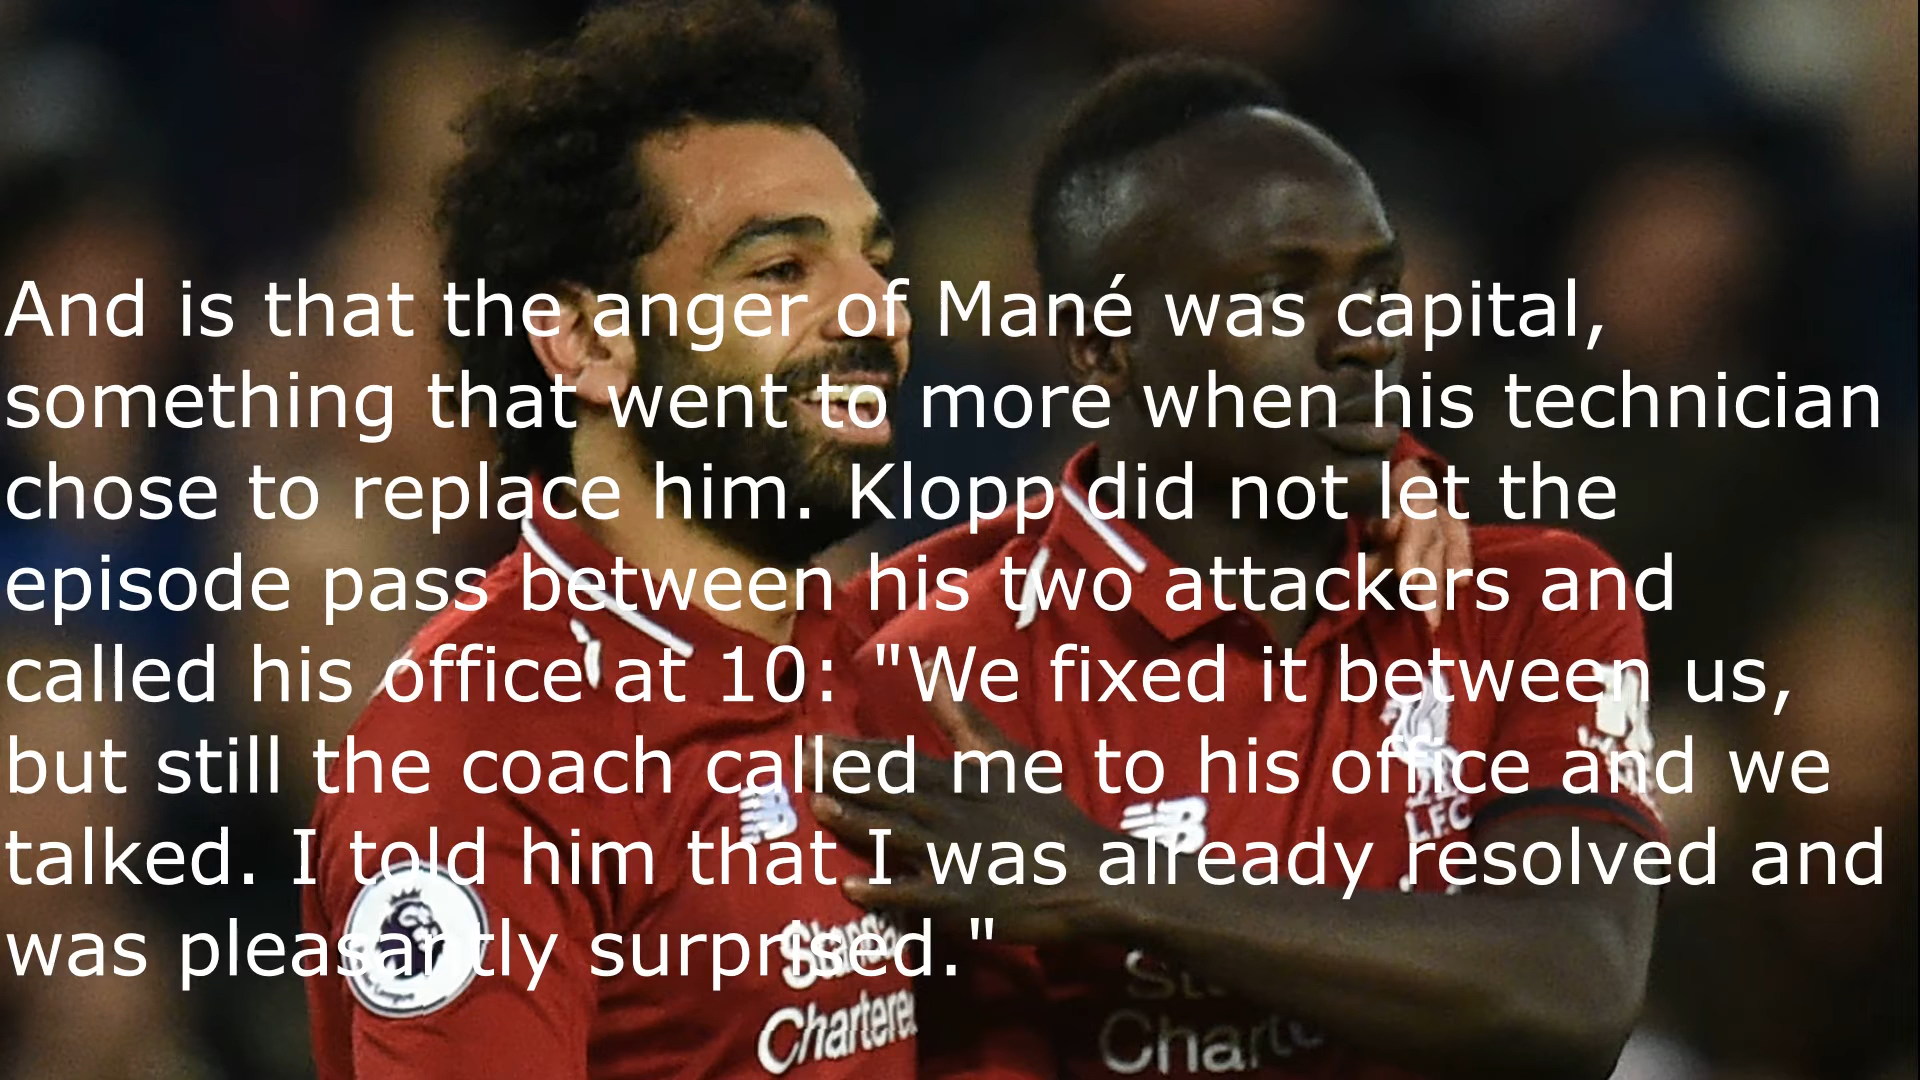 And is that the anger of Mané was capital,
something that went to more when his technician
chose to replace him. Klopp did not let the
episode pass between his two attackers and
called his office at 10: "We fixed it between us,
but still the coach called me to his office and we
talked. I told him that I was already resolved and
was pleasantly surprised."
L.F.C
Chartered